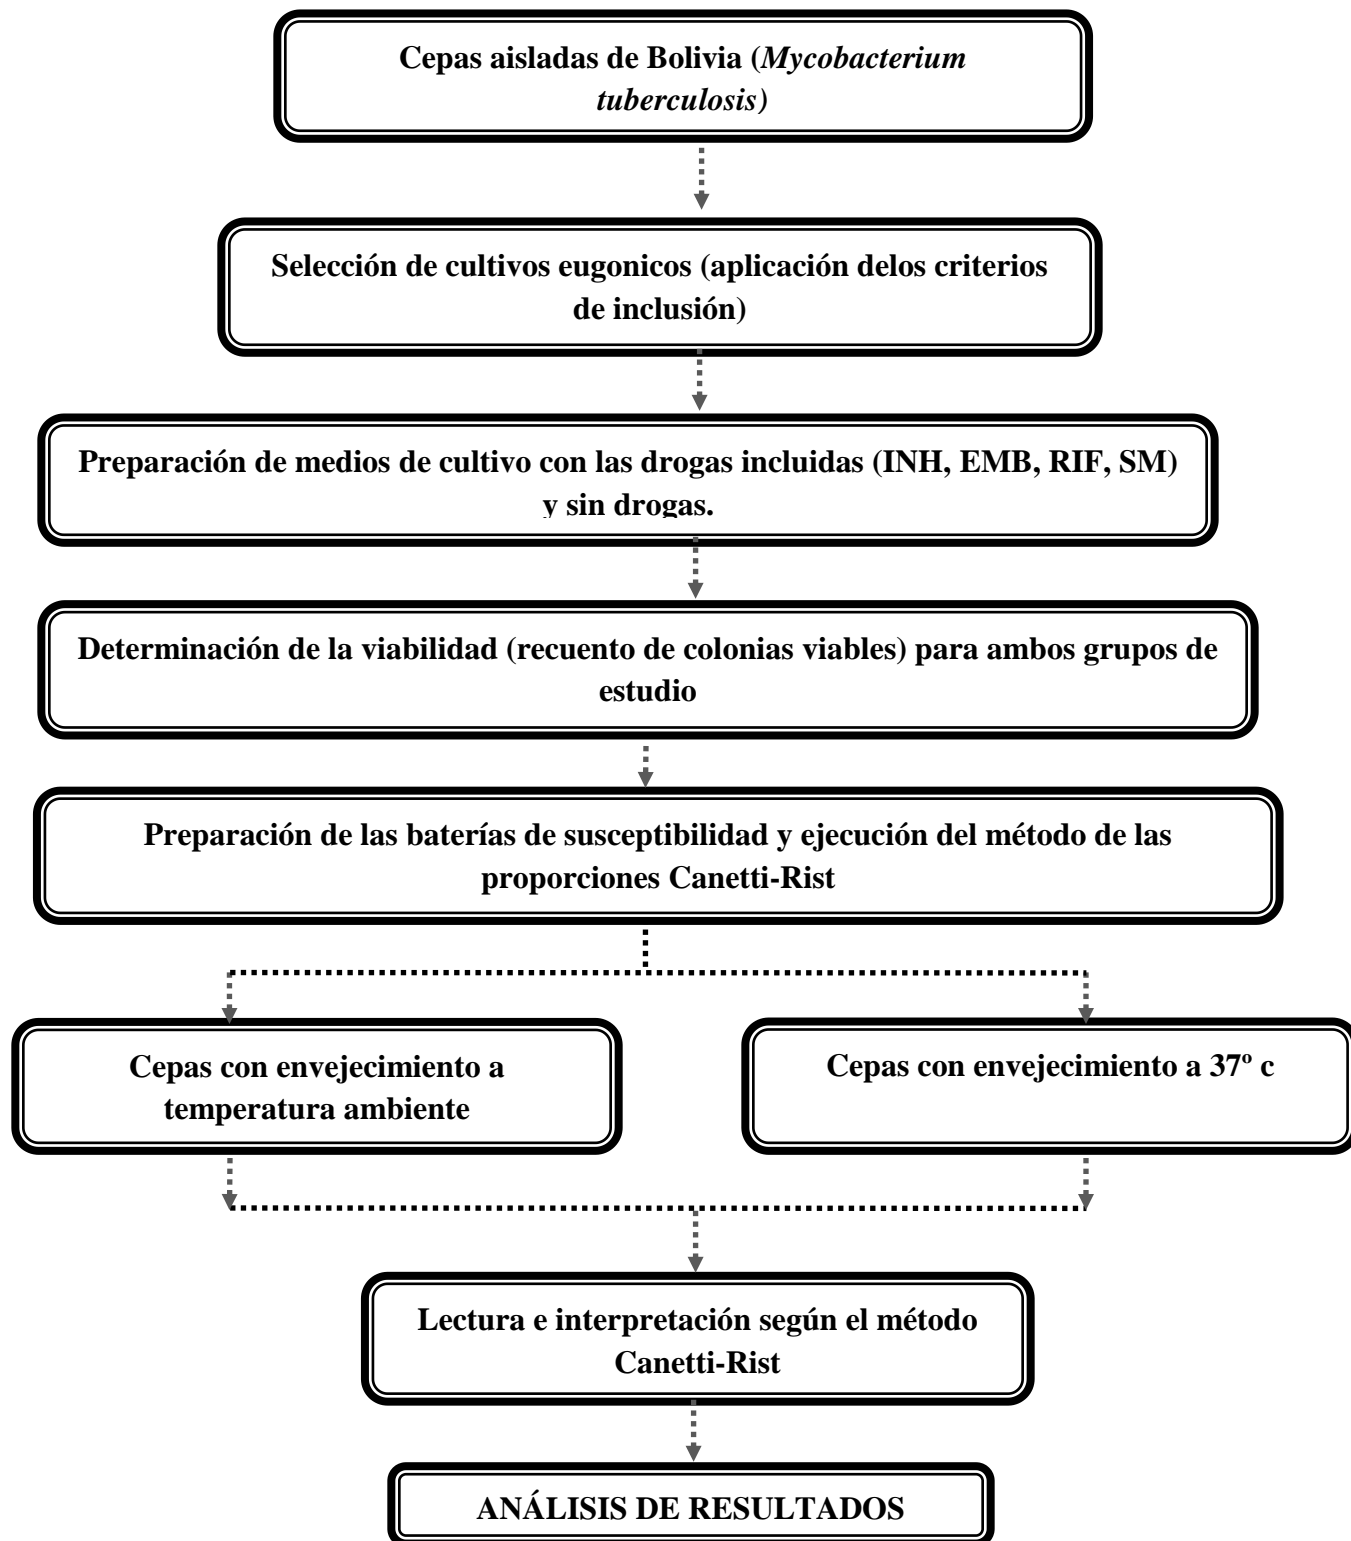 Cepas aisladas de Bolivia (Mycobacterium
tuberculosis)
Selección de cultivos eugonicos (aplicación delos criterios
de inclusión)
Preparación de medios de cultivo con las drogas incluidas (INH, EMB, RIF, SM)
y sin drogas.
Determinación de la viabilidad (recuento de colonias viables) para ambos grupos de
estudio
Preparación de las baterías de susceptibilidad y ejecución del método de las
proporciones Canetti-Rist
Cepas con envejecimiento a
temperatura ambiente
Cepas con envejecimiento a 37º c
Lectura e interpretación según el método
Canetti-Rist
ANÁLISIS DE RESULTADOS